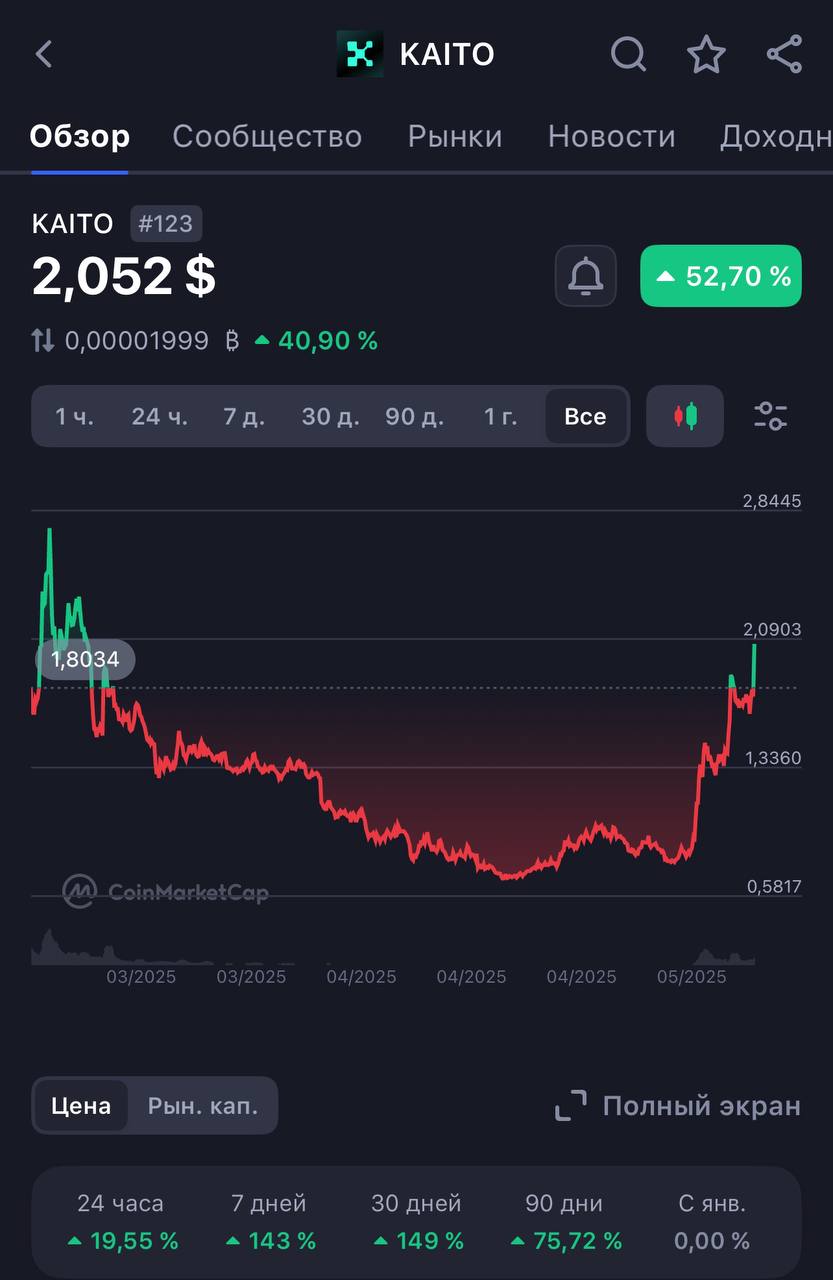 KAITO
Обзор Сообщество Рынки Новости Доходн
KAITO #123
2,052 $
52,70 %
0,00001999 ₿ 40,90 %
1 ч. 24 ч. 7 д. 30 д. 90 д. 1 г. Все
2,8445
2,0903
1,8034
1,3360
CoinMarketCap
0,5817
03/2025 03/2025 04/2025 04/2025 04/2025 05/2025
Цена Рын. кап. Полный экран
24 часа 7 дней 30 дней 90 дни С янв.
19,55 % 143 % 149 % 75,72 % 0,00 %